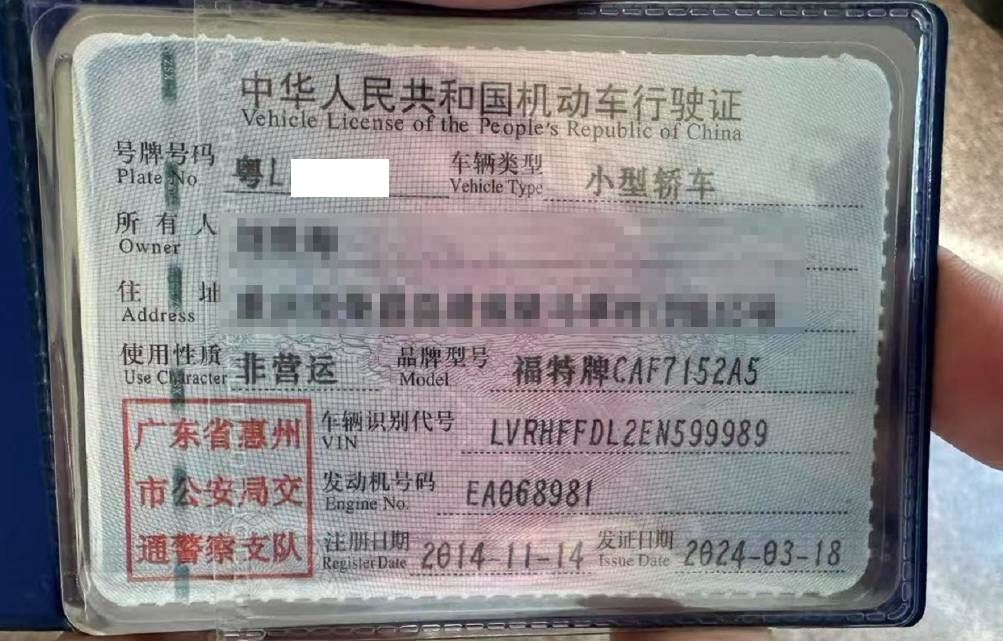 中华人民共和国机动车行驶证
Vehicle License of the People's Republic of China
号牌号码 粤L 车辆类型 小型轿车
Plate No Vehicle Type
所有人
Owner
住址
Address
使用性质 非营运 品牌型号 福特牌CAF7152A5
Use Character Model
广东省惠州 车辆识别代号 LVRHFFDL2EN599989
VIN
市公安局交 发动机号码 EA068981
Engine No.
通警察支队 注册日期 2014-11-14 发证日期 2024-03-18
Register Date Issue Date